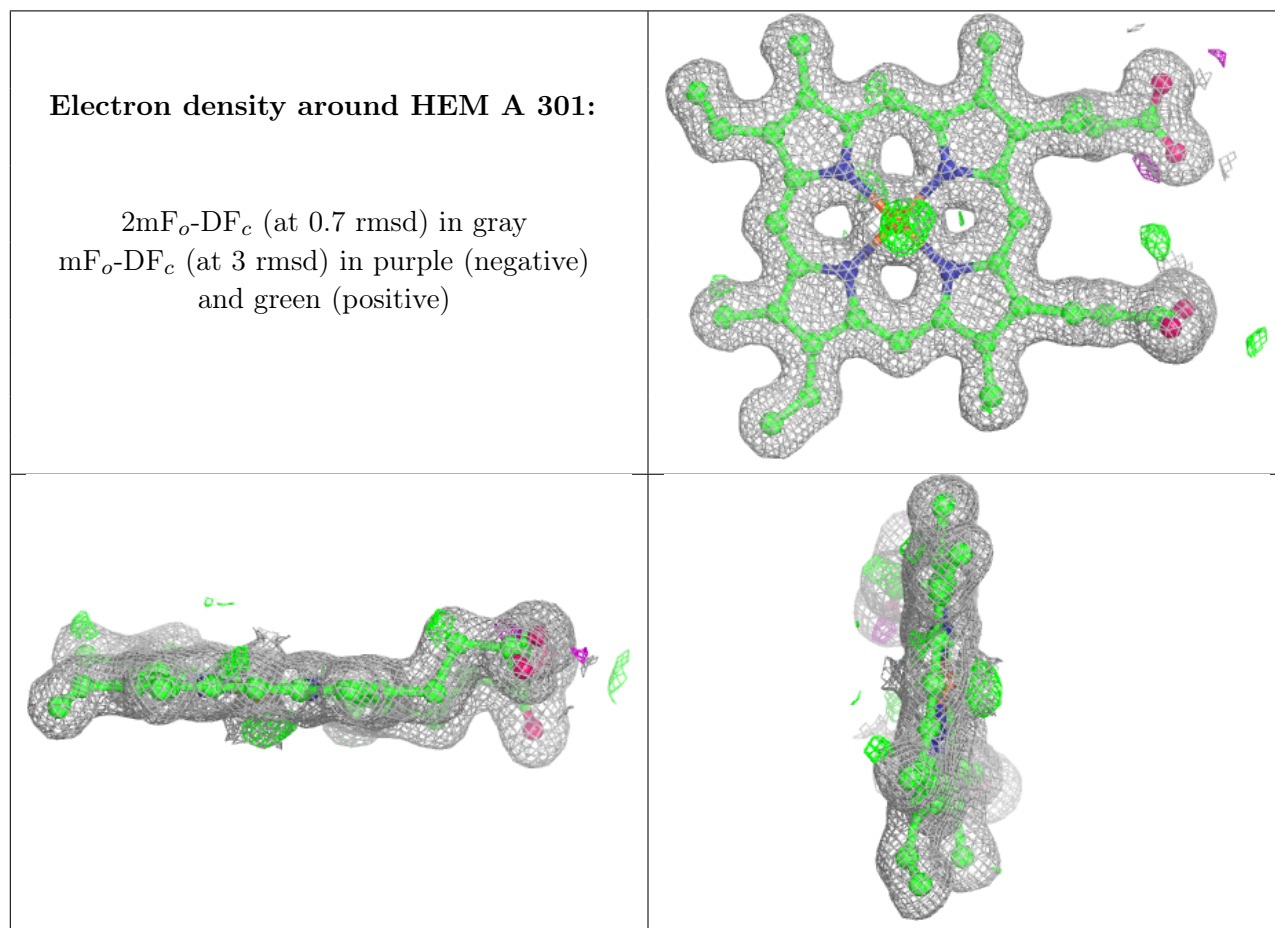 Electron density around HEM A 301:
2mFₒ-DF𝒸 (at 0.7 rmsd) in gray
mFₒ-DF𝒸 (at 3 rmsd) in purple (negative)
and green (positive)